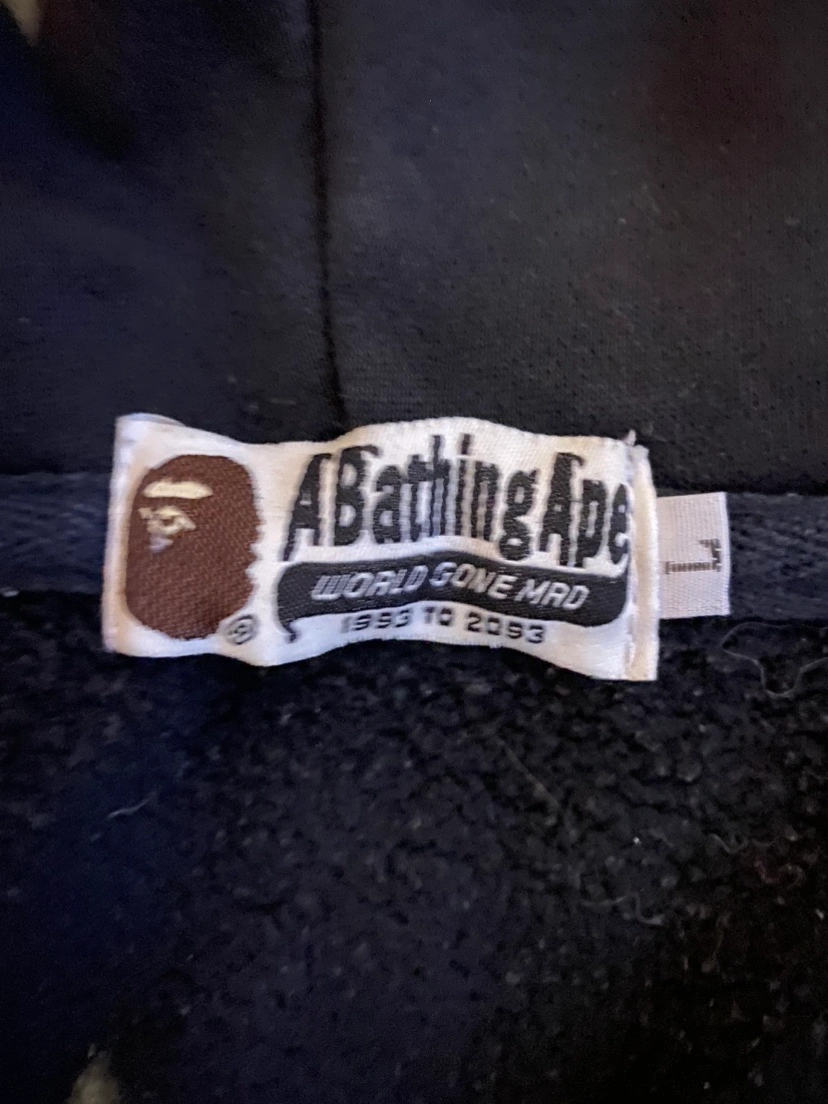 ABathingApe
WORLD GONE MAD
1993 TO 2093
®
L